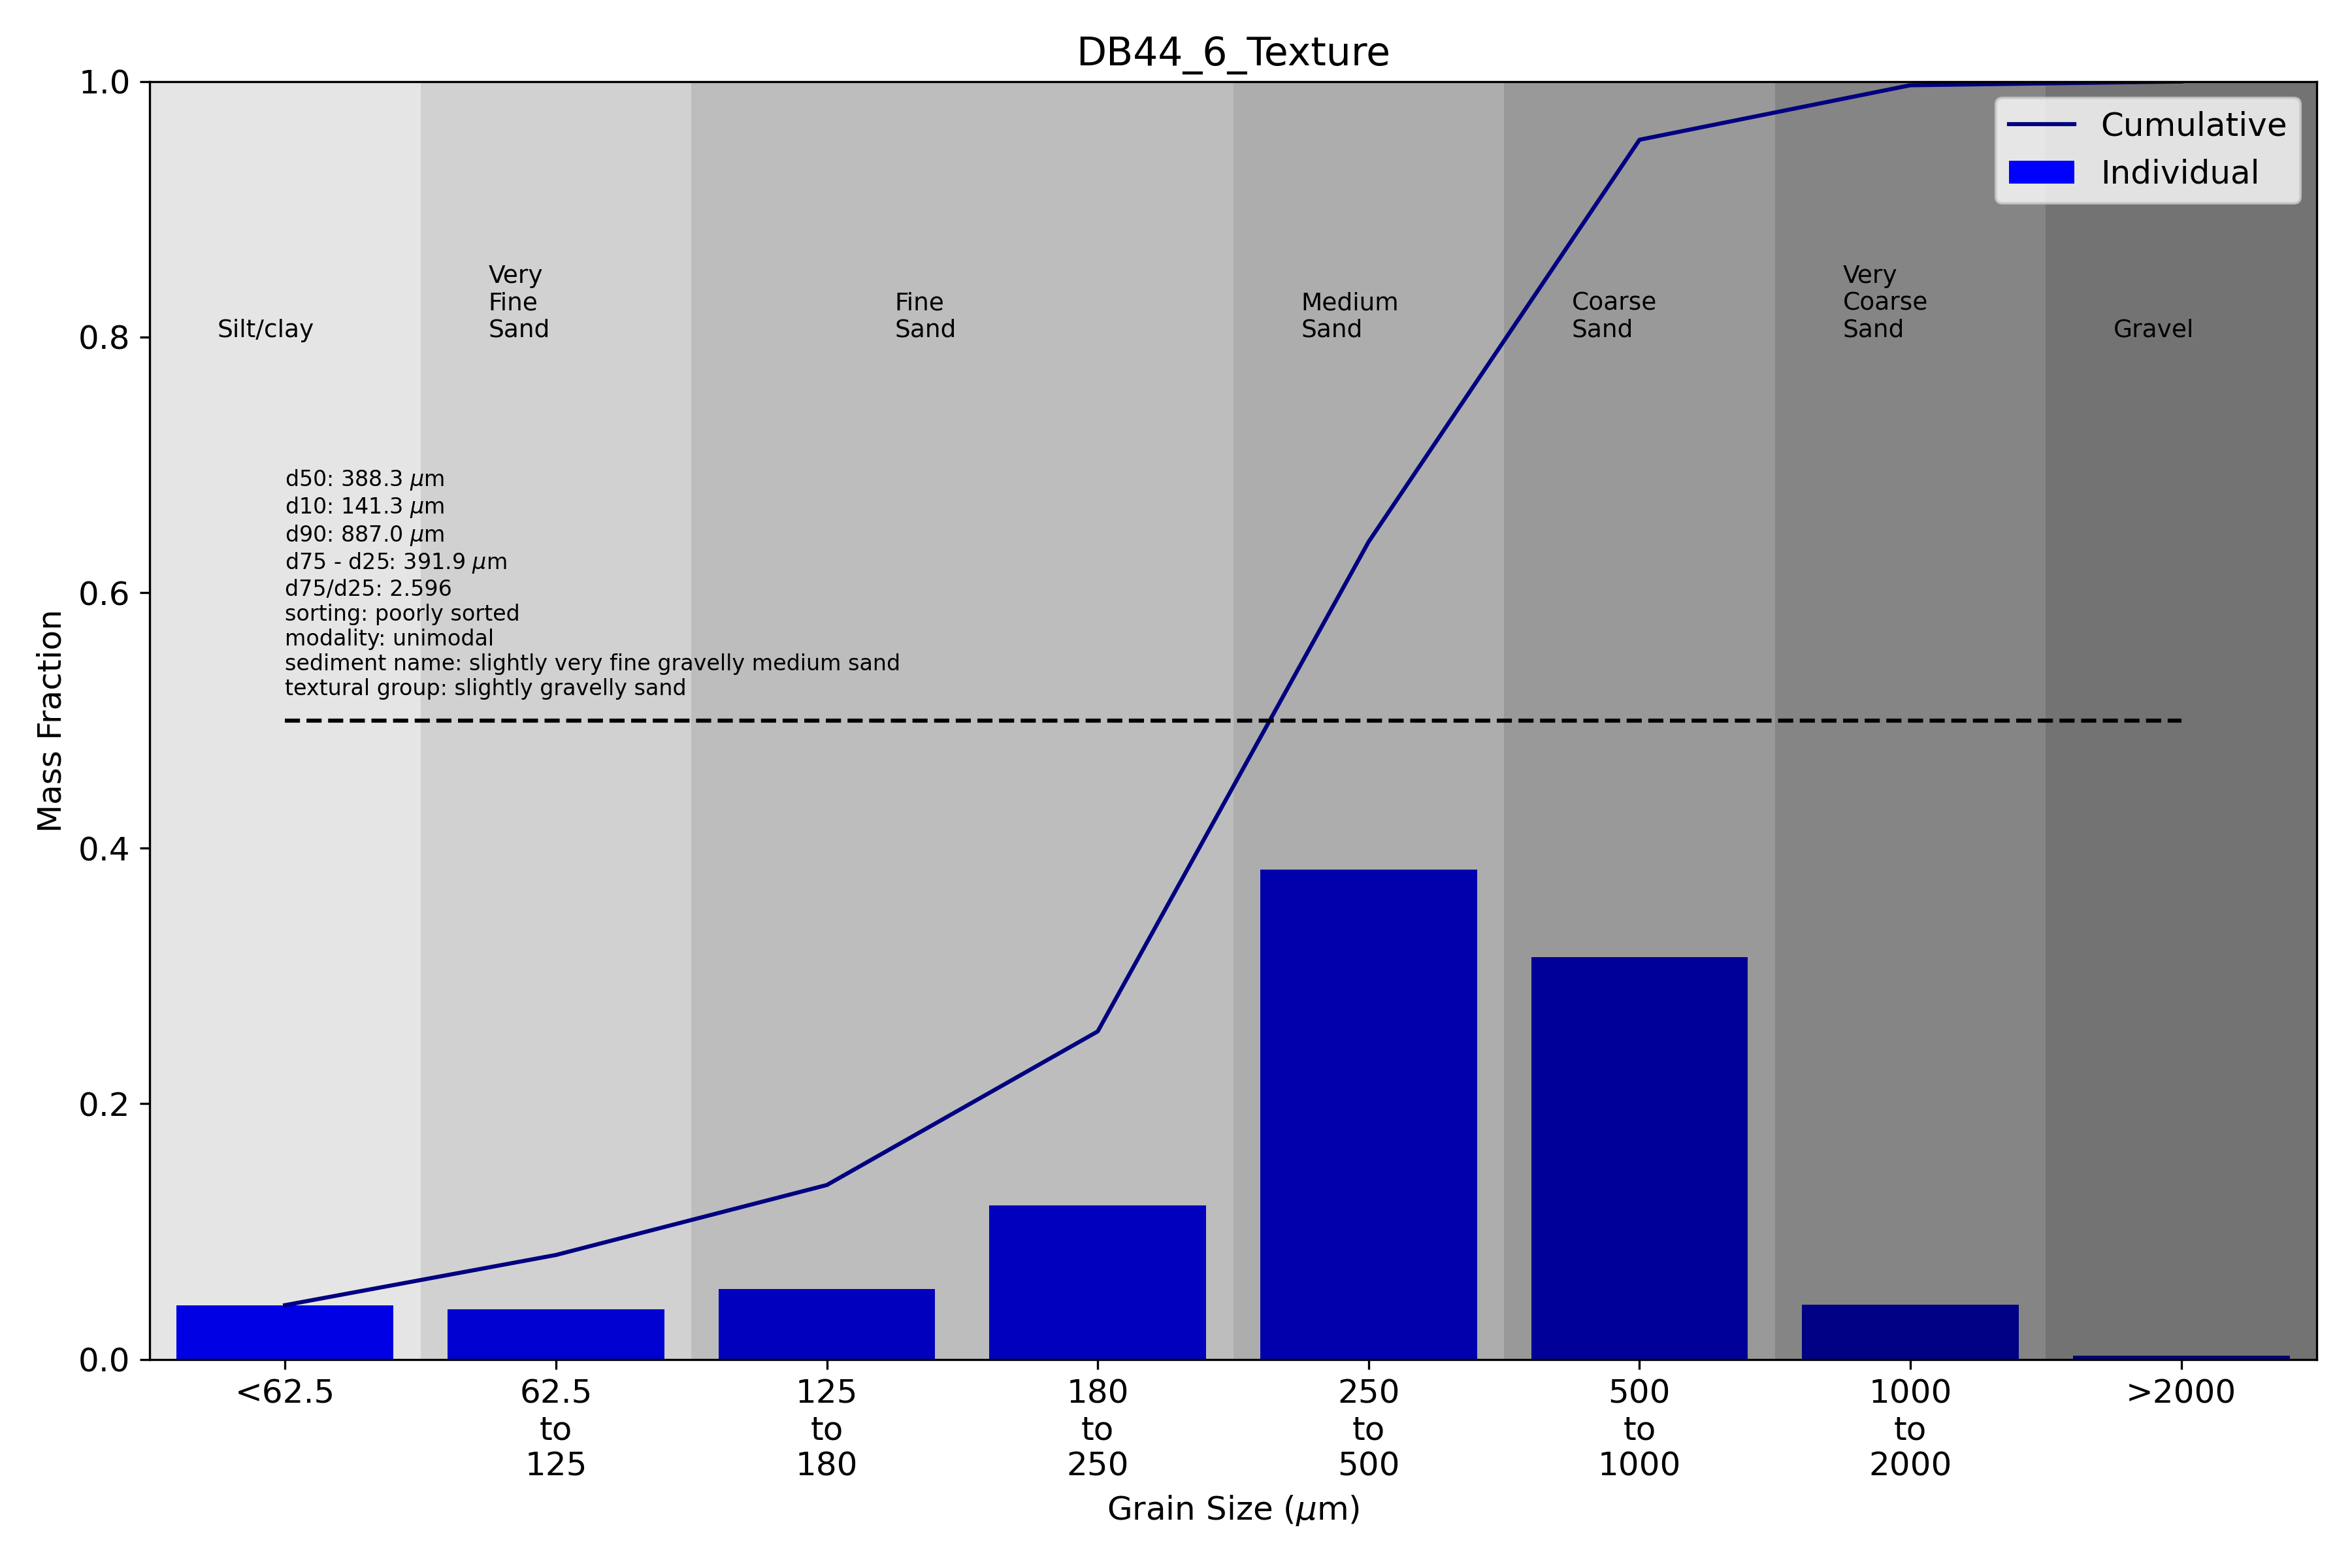 DB44_6_Texture
1.0
0.8
0.6
0.4
0.2
0.0
Mass Fraction
Cumulative
Individual
Silt/clay
Very
Fine
Sand
Fine
Sand
Medium
Sand
Coarse
Sand
Very
Coarse
Sand
Gravel
d50: 388.3 μm
d10: 141.3 μm
d90: 887.0 μm
d75 - d25: 391.9 μm
d75/d25: 2.596
sorting: poorly sorted
modality: unimodal
sediment name: slightly very fine gravelly medium sand
textural group: slightly gravelly sand
<62.5
62.5
to
125
125
to
180
180
to
250
250
to
500
500
to
1000
1000
to
2000
>2000
Grain Size (μm)